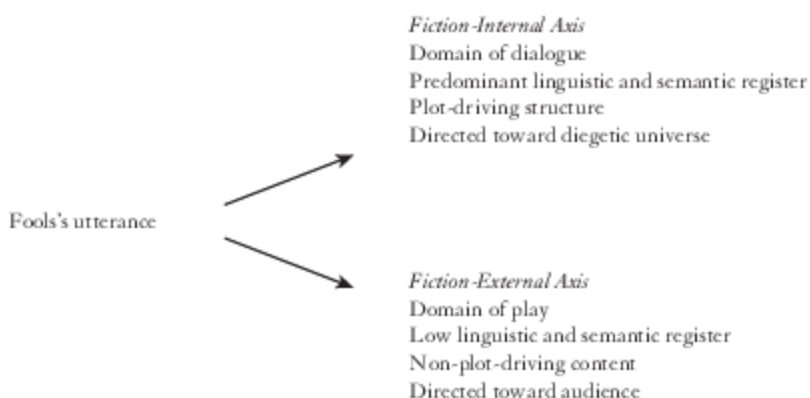 Fiction-Internal Axis
Domain of dialogue
Predominant linguistic and semantic register
Plot-driving structure
Directed toward diegetic universe
Fools's utterance
Fiction-External Axis
Domain of play
Low linguistic and semantic register
Non-plot-driving content
Directed toward audience